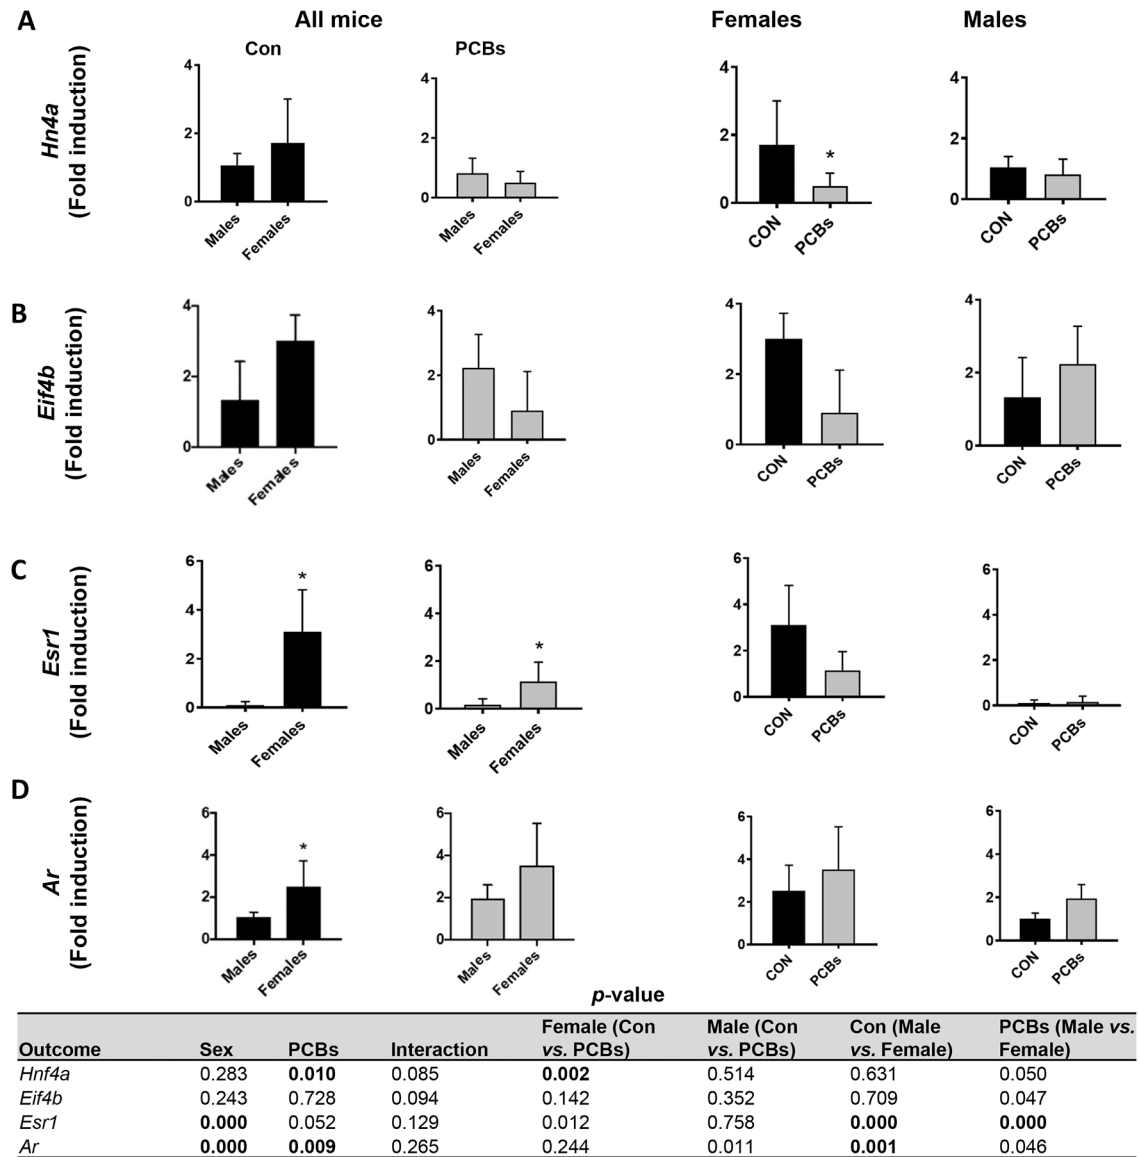 A
All mice
Females
Males
Con
PCBs
Hn4a
(Fold induction)
4
2
0
Males
Females
4
2
0
Males
Females
4
2
0
*
CON
PCBs
4
2
0
CON
PCBs
B
Eif4b
(Fold induction)
4
2
0
Males
Females
4
2
0
Males
Females
4
2
0
CON
PCBs
4
2
0
CON
PCBs
C
Esr1
(Fold induction)
6
4
2
0
*
Males
Females
6
4
2
0
*
Males
Females
6
4
2
0
CON
PCBs
6
4
2
0
CON
PCBs
D
Ar
(Fold induction)
6
4
2
0
*
Males
Females
6
4
2
0
Males
Females
6
4
2
0
CON
PCBs
6
4
2
0
CON
PCBs
p-value
Outcome Sex PCBs Interaction Female (Con vs. PCBs) Male (Con vs. PCBs) Con (Male vs. Female) PCBs (Male vs. Female)
Hnf4a 0.283 0.010 0.085 0.002 0.514 0.631 0.050
Eif4b 0.243 0.728 0.094 0.142 0.352 0.709 0.047
Esr1 0.000 0.052 0.129 0.012 0.758 0.000 0.000
Ar 0.000 0.009 0.265 0.244 0.011 0.001 0.046